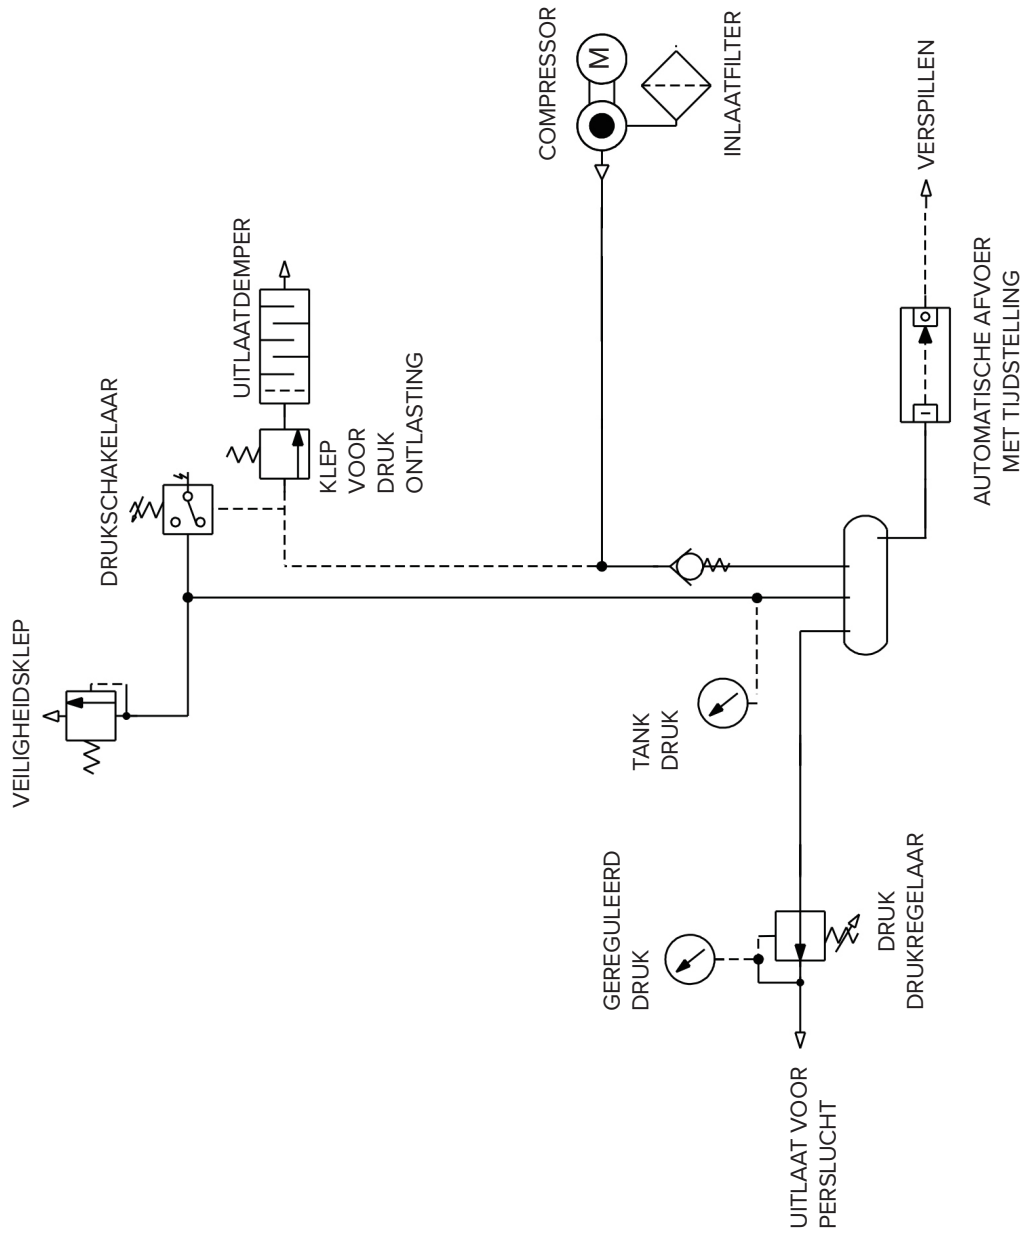 VEILIGHEIDSKLEP
DRUKSCHAKELAAR
UITLAATDEMPER
KLEP
VOOR
DRUK
ONTLASTING
COMPRESSOR
M
INLAATFILTER
VERSPILLEN
AUTOMATISCHE AFVOER
MET TIJDSTELLING
TANK
DRUK
GEREGULEERD
DRUK
DRUK
DRUKREGELAAR
UITLAAT VOOR
PERSLUCHT